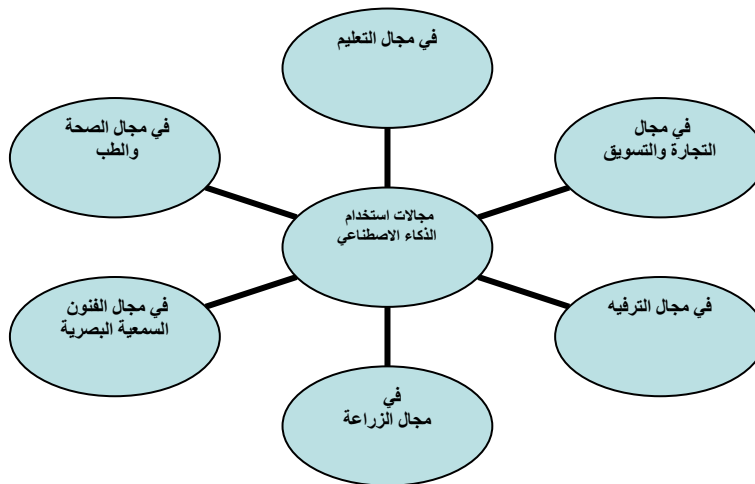 في مجال التعليم
في مجال
التجارة والتسويق
في مجال الصحة
والطب
مجالات استخدام
الذكاء الاصطناعي
في مجال الترفيه
في مجال الفنون
السمعية البصرية
في
مجال الزراعة